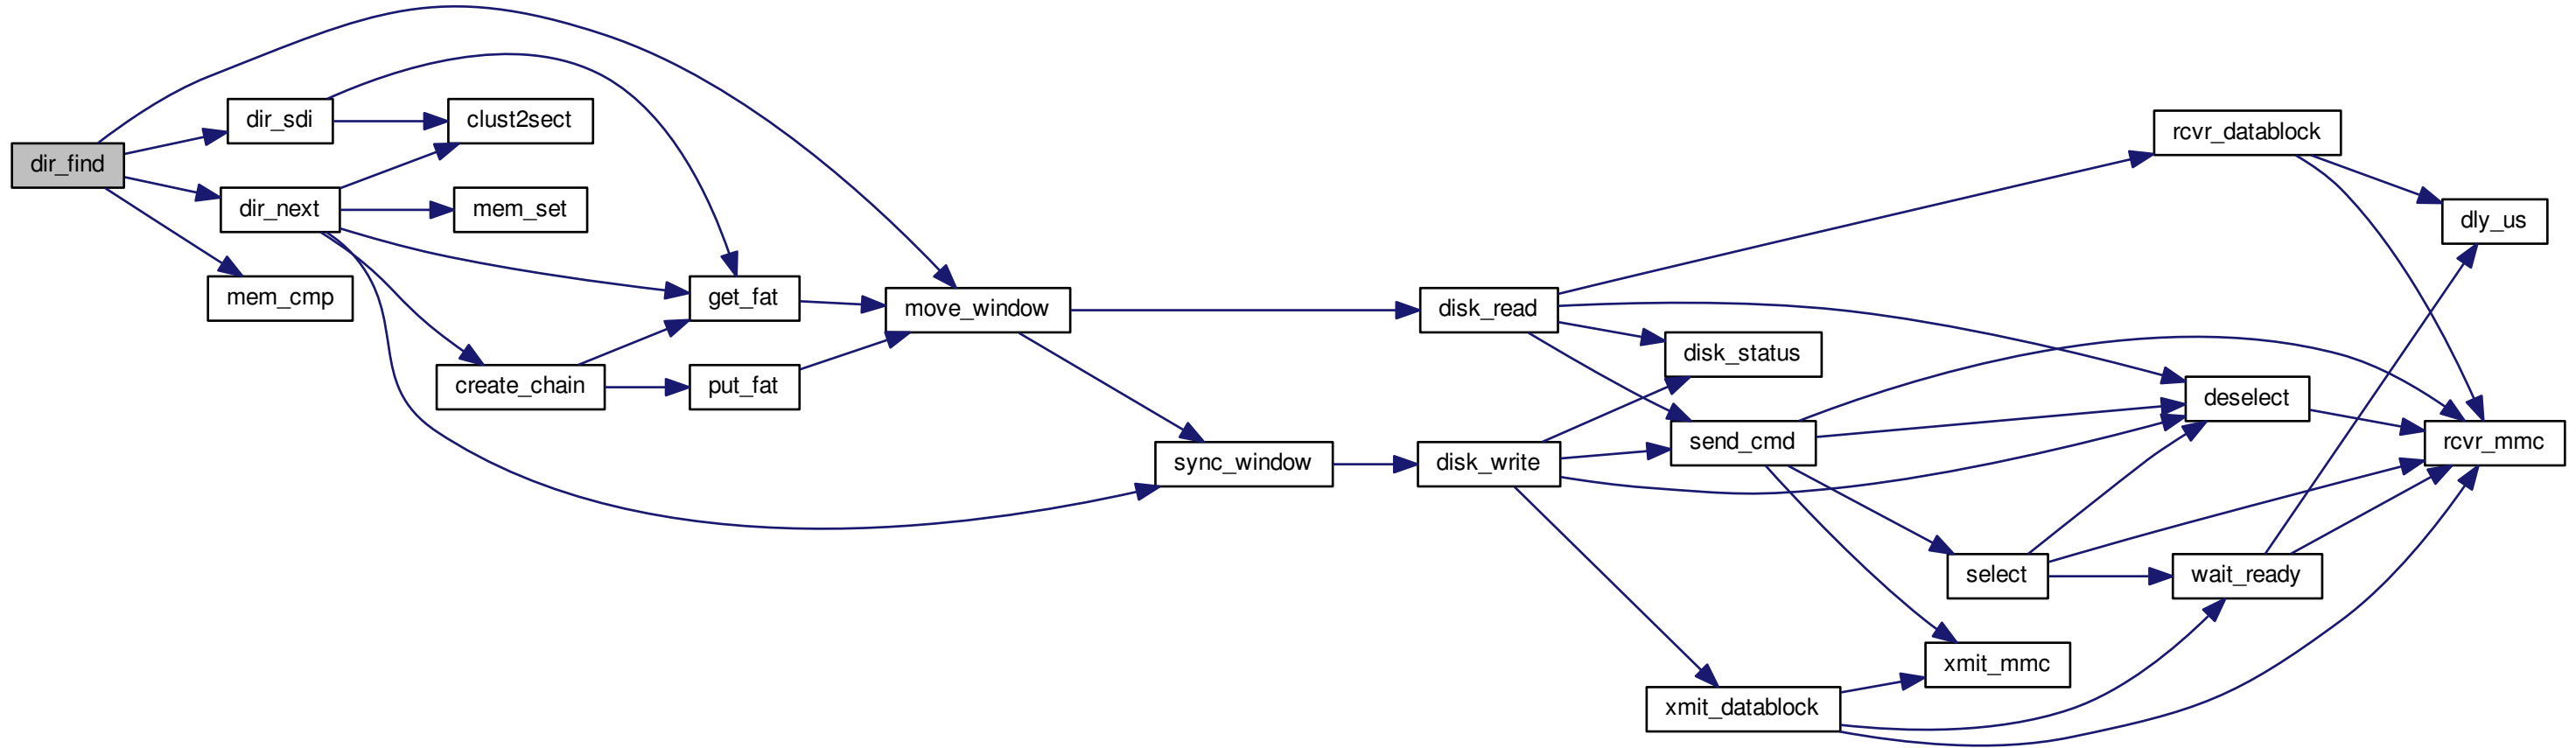 dir_find
dir_sdi
dir_next
mem_cmp
clust2sect
mem_set
create_chain
get_fat
put_fat
move_window
sync_window
disk_read
disk_write
disk_status
send_cmd
xmit_datablock
select
xmit_mmc
rcvr_datablock
deselect
wait_ready
dly_us
rcvr_mmc